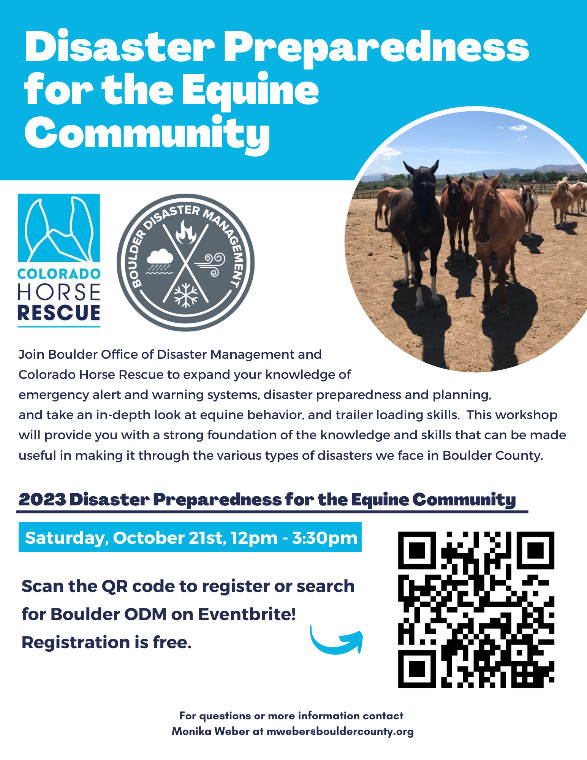 Disaster Preparedness
for the Equine
Community
COLORADO
HORSE
RESCUE
BOULDER DISASTER MANAGEMENT
Join Boulder Office of Disaster Management and
Colorado Horse Rescue to expand your knowledge of
emergency alert and warning systems, disaster preparedness and planning,
and take an in-depth look at equine behavior, and trailer loading skills. This workshop
will provide you with a strong foundation of the knowledge and skills that can be made
useful in making it through the various types of disasters we face in Boulder County.
2023 Disaster Preparedness for the Equine Community
Saturday, October 21st, 12pm - 3:30pm
Scan the QR code to register or search
for Boulder ODM on Eventbrite!
Registration is free.
For questions or more information contact
Monika Weber at mweber@bouldercounty.org